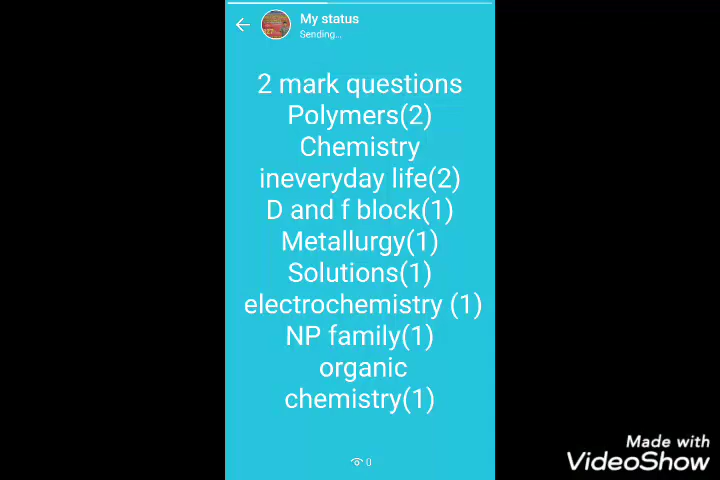 My status
Sending...
2 mark questions
Polymers(2)
Chemistry
ineveryday life(2)
D and f block(1)
Metallurgy(1)
Solutions(1)
electrochemistry (1)
NP family(1)
organic
chemistry(1)
0
Made with
VideoShow